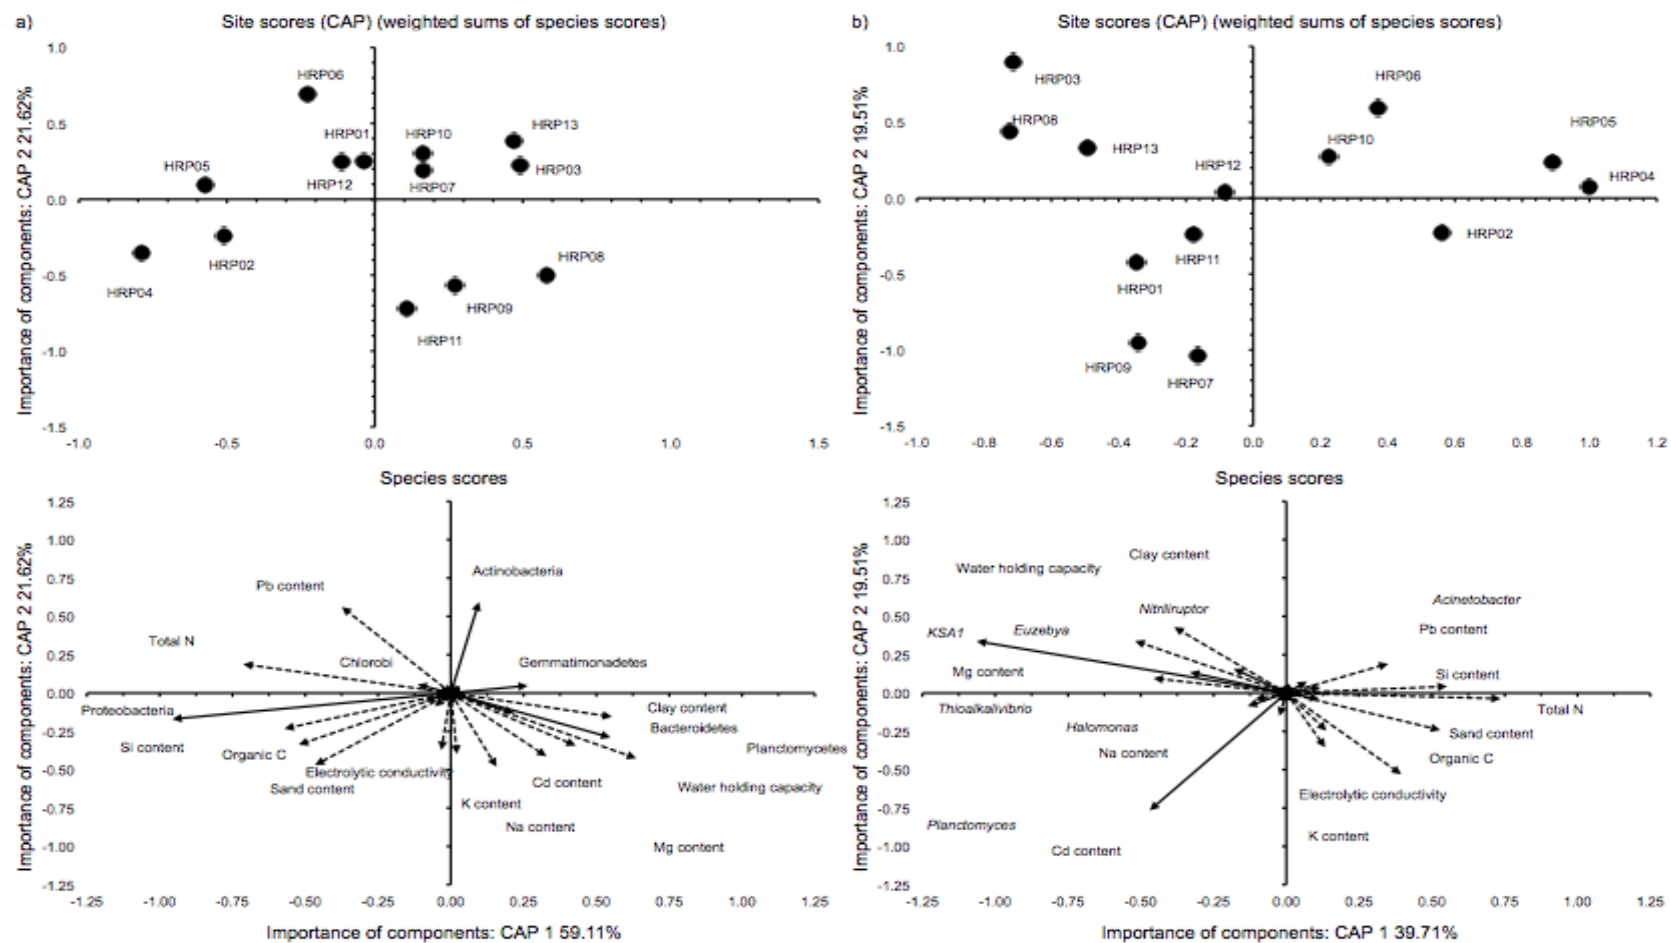 a)
Site scores (CAP) (weighted sums of species scores)
Importance of components: CAP 2 21.62%
1.0
0.5
0.0
-0.5
-1.0
-1.5
-1.0
-0.5
0.0
0.5
1.0
1.5
HRP06
HRP01
HRP10
HRP13
HRP05
HRP12
HRP07
HRP03
HRP02
HRP04
HRP08
HRP09
HRP11
b)
Site scores (CAP) (weighted sums of species scores)
Importance of components: CAP 2 19.51%
1.0
0.5
0.0
-0.5
-1.0
-1.5
-1.0
-0.8
-0.6
-0.4
-0.2
0.0
0.2
0.4
0.6
0.8
1.0
1.2
HRP03
HRP06
HRP08
HRP05
HRP13
HRP10
HRP12
HRP04
HRP02
HRP11
HRP01
HRP09
HRP07
Species scores
Importance of components: CAP 2 21.62%
1.25
1.00
0.75
0.50
0.25
0.00
-0.25
-0.50
-0.75
-1.00
-1.25
Pb content
Actinobacteria
Total N
Chlorobi
Gemmatimonadetes
Proteobacteria
Clay content
Bacteroidetes
Si content
Organic C
Planctomycetes
Electrolytic conductivity
Sand content
Cd content
Water holding capacity
K content
Na content
Mg content
-1.25
-1.00
-0.75
-0.50
-0.25
0.00
0.25
0.50
0.75
1.00
1.25
Importance of components: CAP 1 59.11%
Species scores
Importance of components: CAP 2 19.51%
1.25
1.00
0.75
0.50
0.25
0.00
-0.25
-0.50
-0.75
-1.00
-1.25
Clay content
Water holding capacity
Nitriliruptor
Acinetobacter
KSA1
Euzebya
Pb content
Mg content
Si content
Thioalkalivibrio
Total N
Halomonas
Sand content
Na content
Organic C
Electrolytic conductivity
Planctomyces
K content
Cd content
-1.25
-1.00
-0.75
-0.50
-0.25
0.00
0.25
0.50
0.75
1.00
1.25
Importance of components: CAP 1 39.71%